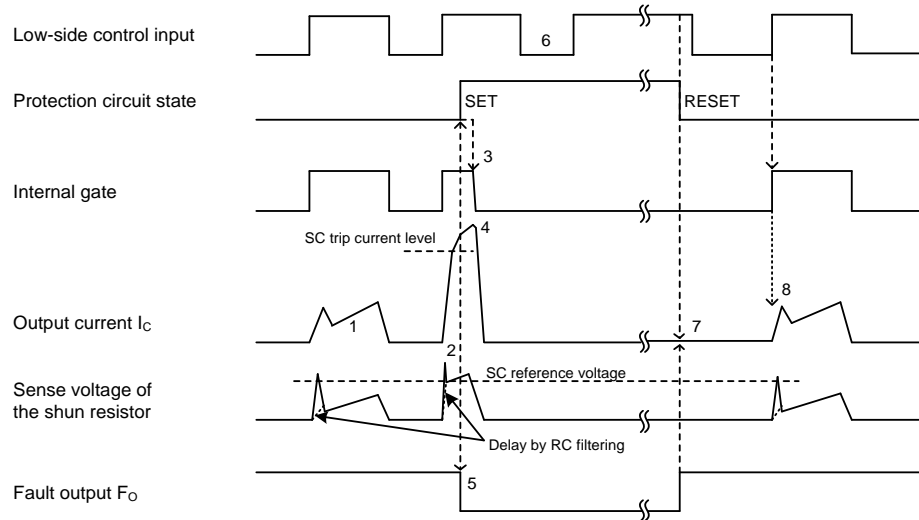 Low-side control input
6
Protection circuit state
SET
RESET
3
Internal gate
4
SC trip current level
8
Output current IC
1
7
2
SC reference voltage
Sense voltage of
the shun resistor
Delay by RC filtering
5
Fault output FO